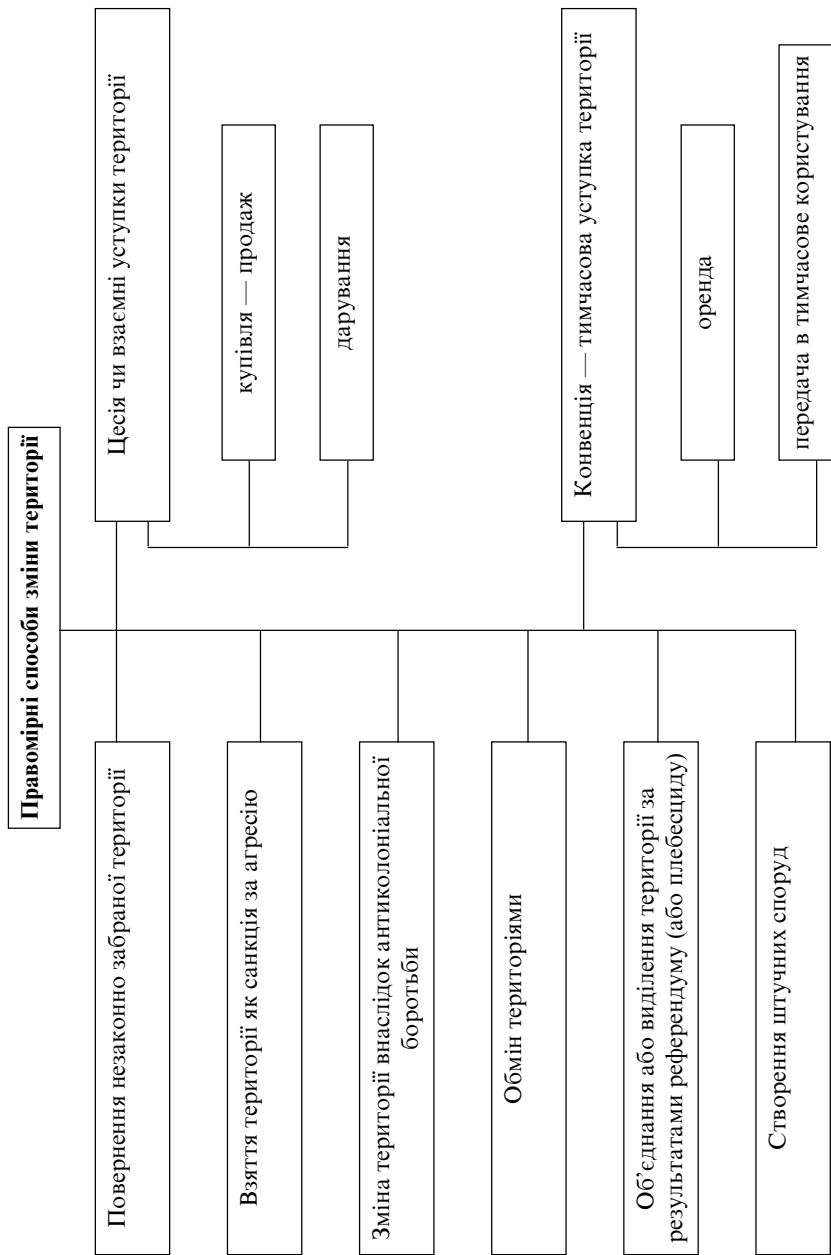 Правомірні способи зміни території
Повернення незаконно забраної території
Взяття території як санкція за агресію
Зміна території внаслідок антиколоніальної
боротьби
Обмін територіями
Об’єднання або виділення території за
результатами референдуму (або плебесциду)
Створення штучних споруд
Цесія чи взаємні уступки території
купівля — продаж
дарування
Конвенція — тимчасова уступка території
оренда
передача в тимчасове користування